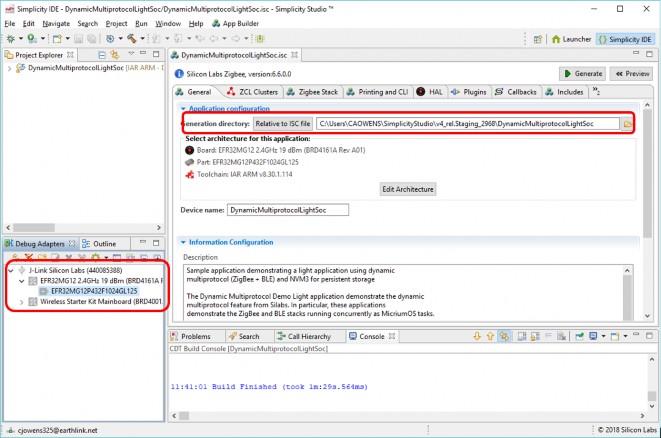 Simplicity IDE - DynamicMultiprotocolLightSoc/DynamicMultiprotocolLightSoc.isc - Simplicity Studio ™
File Edit Navigate Search Project Run Window Help App Builder
Launcher Simplicity IDE
Project Explorer
DynamicMultiprotocolLightSoc [IAR ARM - D
DynamicMultiprotocolLightSoc.isc
Silicon Labs Zigbee, version:6.6.0.0
Generate Preview
General ZCL Clusters Zigbee Stack Printing and CLI HAL Plugins Callbacks Includes »2
Application configuration
Generation directory: Relative to ISC file C:\Users\CAOWENS\SimplicityStudio\v4_rel.Staging_2968\DynamicMultiprotocolLightSoc
Select architecture for this application:
Board: EFR32MG12 2.4GHz 19 dBm (BRD4161A Rev A01)
Part: EFR32MG12P432F1024GL125
Toolchain: IAR ARM v8.30.1.114
Edit Architecture
Device name: DynamicMultiprotocolLightSoc
Information Configuration
Description
Sample application demonstrating a light application using dynamic
multiprotocol (ZigBee + BLE) and NVM3 for persistent storage
The Dynamic Multiprotocol Demo Light application demonstrate the dynamic
multiprotocol feature from Silabs. In particular, these applications
demonstrate the ZigBee and BLE stacks running concurrently as MicriumOS tasks.
Debug Adapters Outline
J-Link Silicon Labs (440085388)
EFR32MG12 2.4GHz 19 dBm (BRD4161A R
EFR32MG12P432F1024GL125
Wireless Starter Kit Mainboard (BRD4001
Problems Search Call Hierarchy Console
CDT Build Console [DynamicMultiprotocolLightSoc]
11:41:01 Build Finished (took 1m:29s.564ms)
cjowens325@earthlink.net
© 2018 Silicon Labs